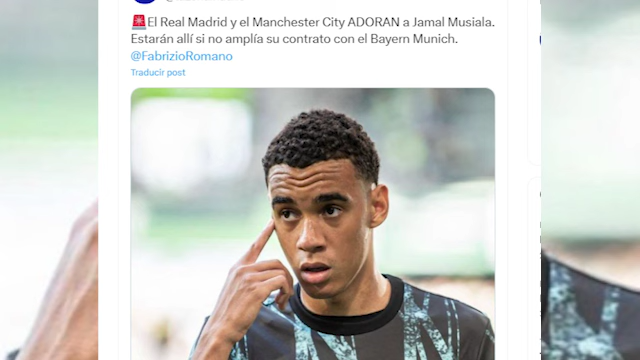 🚨El Real Madrid y el Manchester City ADORAN a Jamal Musiala.
Estarán allí si no amplía su contrato con el Bayern Munich.
@FabrizioRomano
Traducir post